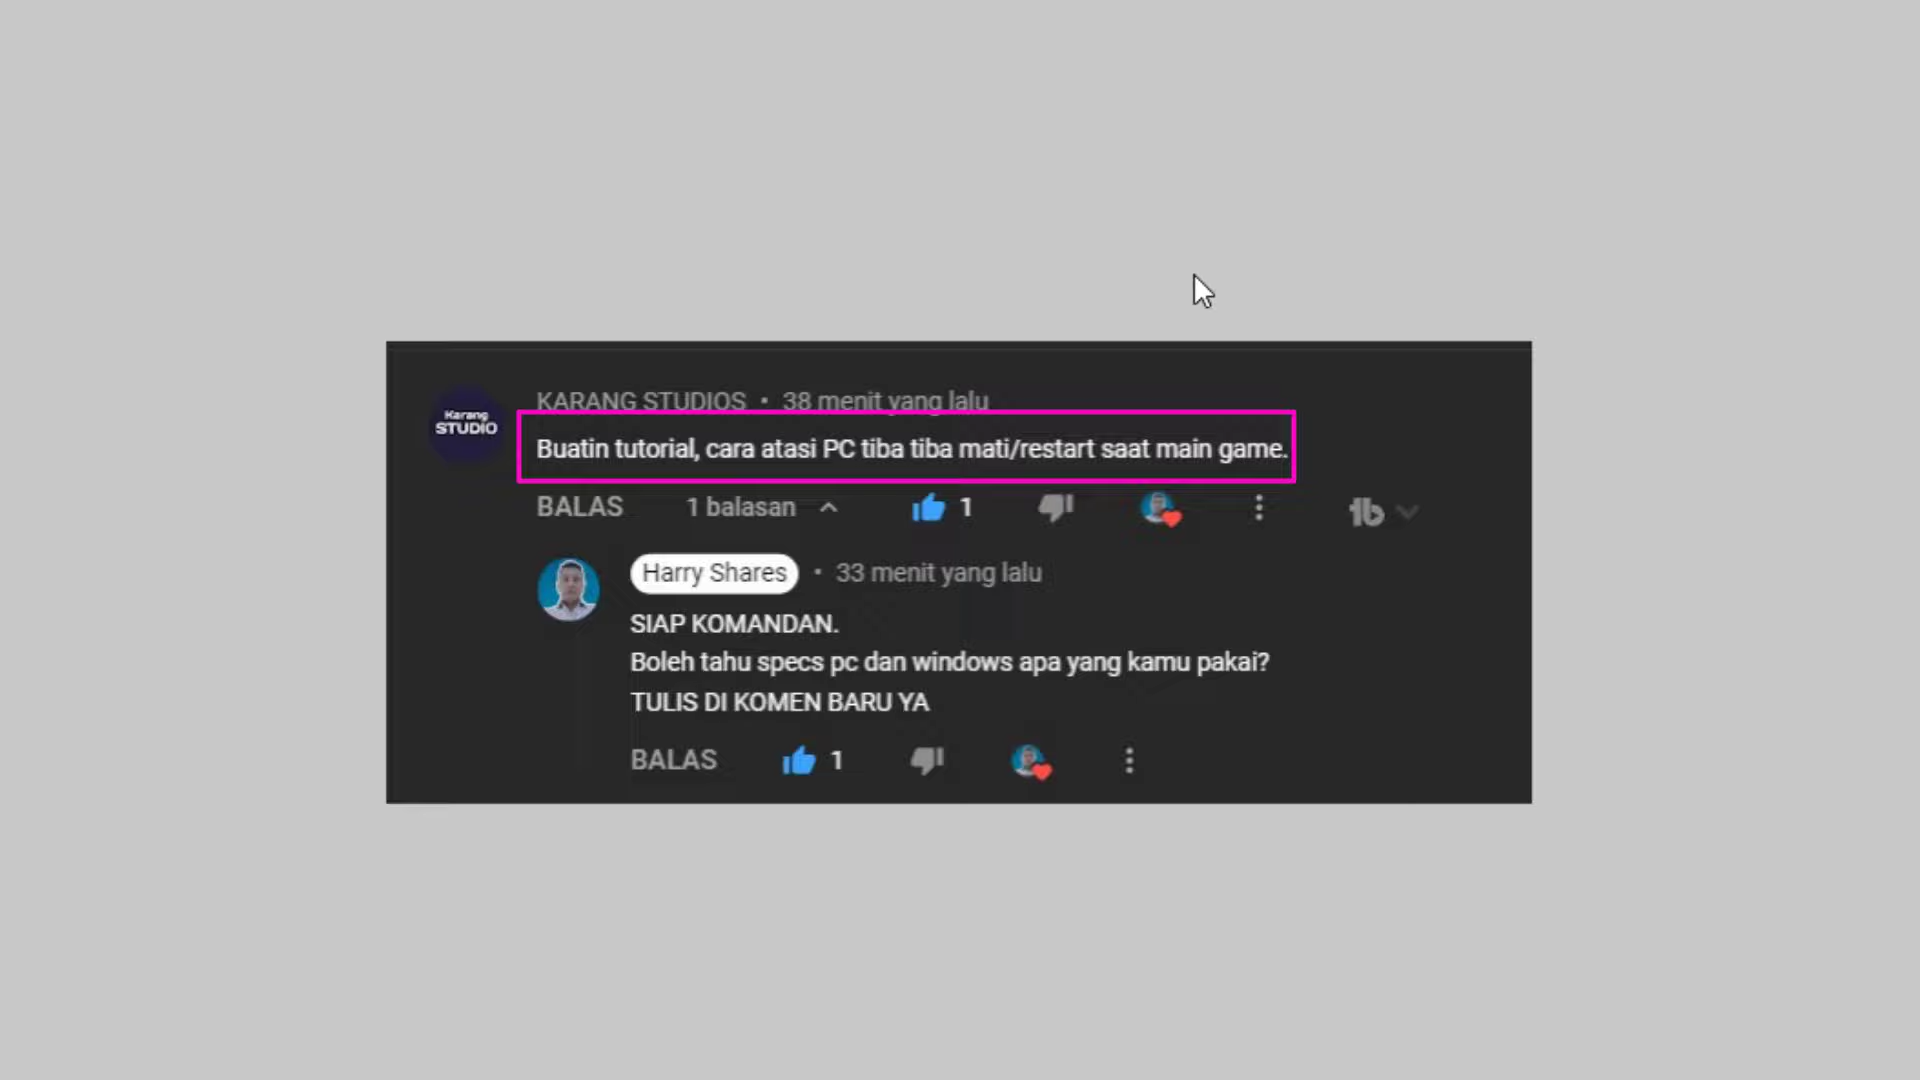 Karang
STUDIO
KARANG STUDIOS • 38 menit yang lalu
Buatin tutorial, cara atasi PC tiba tiba mati/restart saat main game.
BALAS 1 balasan 1
Harry Shares • 33 menit yang lalu
SIAP KOMANDAN.
Boleh tahu specs pc dan windows apa yang kamu pakai?
TULIS DI KOMEN BARU YA
BALAS 1